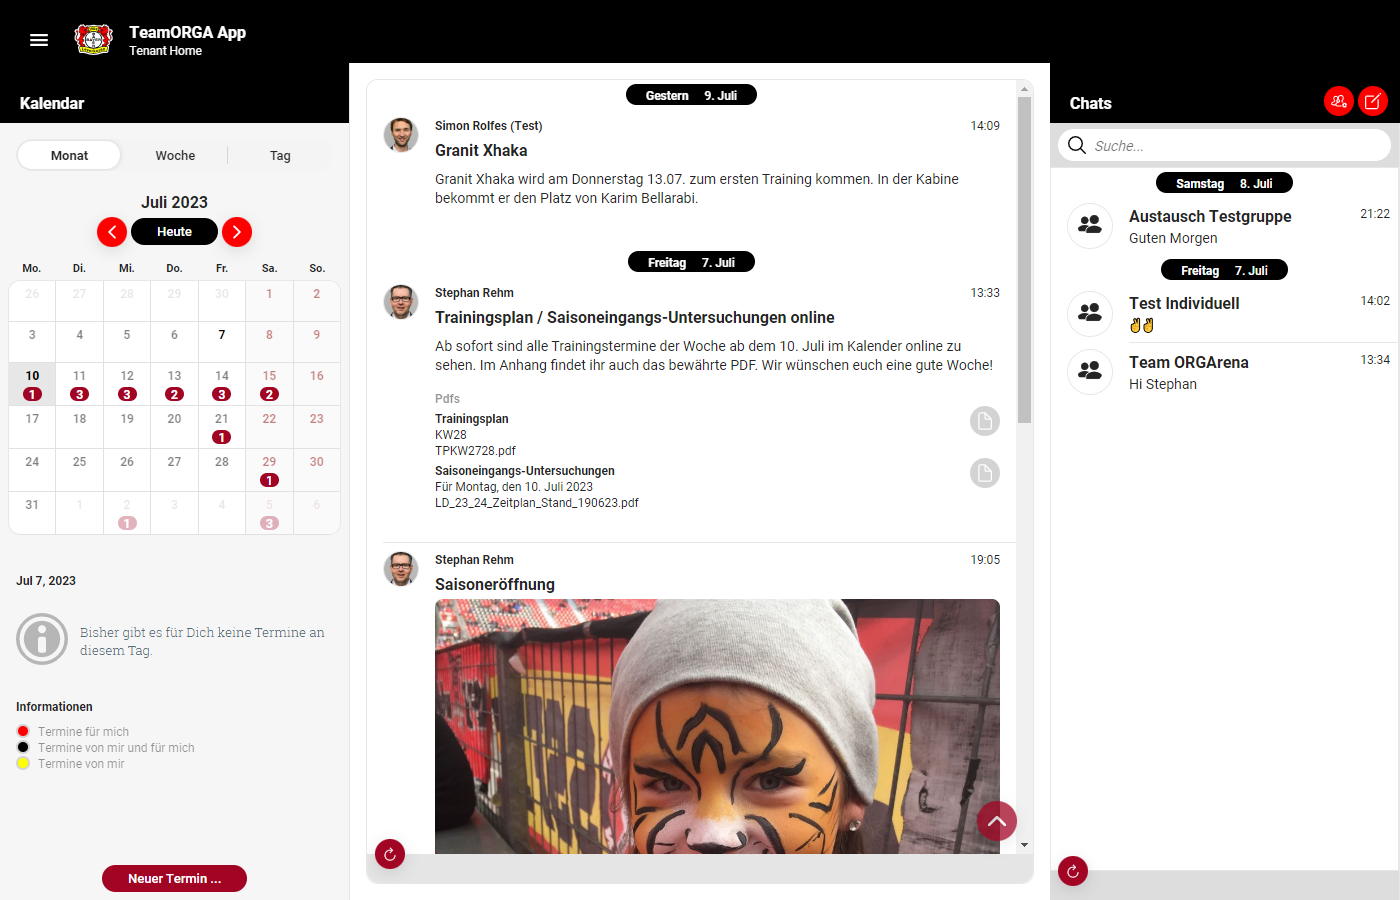 TeamORGA App
Tenant Home
Kalendar
Monat
Woche
Tag
Juli 2023
Heute
Mo. Di. Mi. Do. Fr. Sa. So.
26 27 28 29 30 1 2
3 4 5 6 7 8 9
10 11 12 13 14 15 16
1 3 3 2 3 2
17 18 19 20 21 22 23
1
24 25 26 27 28 29 30
1
31 1 2 3 4 5 6
1 3
Jul 7, 2023
Bisher gibt es für Dich keine Termine an
diesem Tag.
Informationen
Termine für mich
Termine von mir und für mich
Termine von mir
Neuer Termin ...
Gestern 9. Juli
Simon Rolfes (Test)
14:09
Granit Xhaka
Granit Xhaka wird am Donnerstag 13.07. zum ersten Training kommen. In der Kabine
bekommt er den Platz von Karim Bellarabi.
Freitag 7. Juli
Stephan Rehm
13:33
Trainingsplan / Saisoneingangs-Untersuchungen online
Ab sofort sind alle Trainingstermine der Woche ab dem 10. Juli im Kalender online zu
sehen. Im Anhang findet ihr auch das bewährte PDF. Wir wünschen euch eine gute Woche!
Pdfs
Trainingsplan
KW28
TPKW2728.pdf
Saisoneingangs-Untersuchungen
Für Montag, den 10. Juli 2023
LD_23_24_Zeitplan_Stand_190623.pdf
Stephan Rehm
19:05
Saisoneröffnung
Chats
Suche...
Samstag 8. Juli
Austausch Testgruppe
21:22
Guten Morgen
Freitag 7. Juli
Test Individuell
14:02
✌✌
Team ORGArena
13:34
Hi Stephan